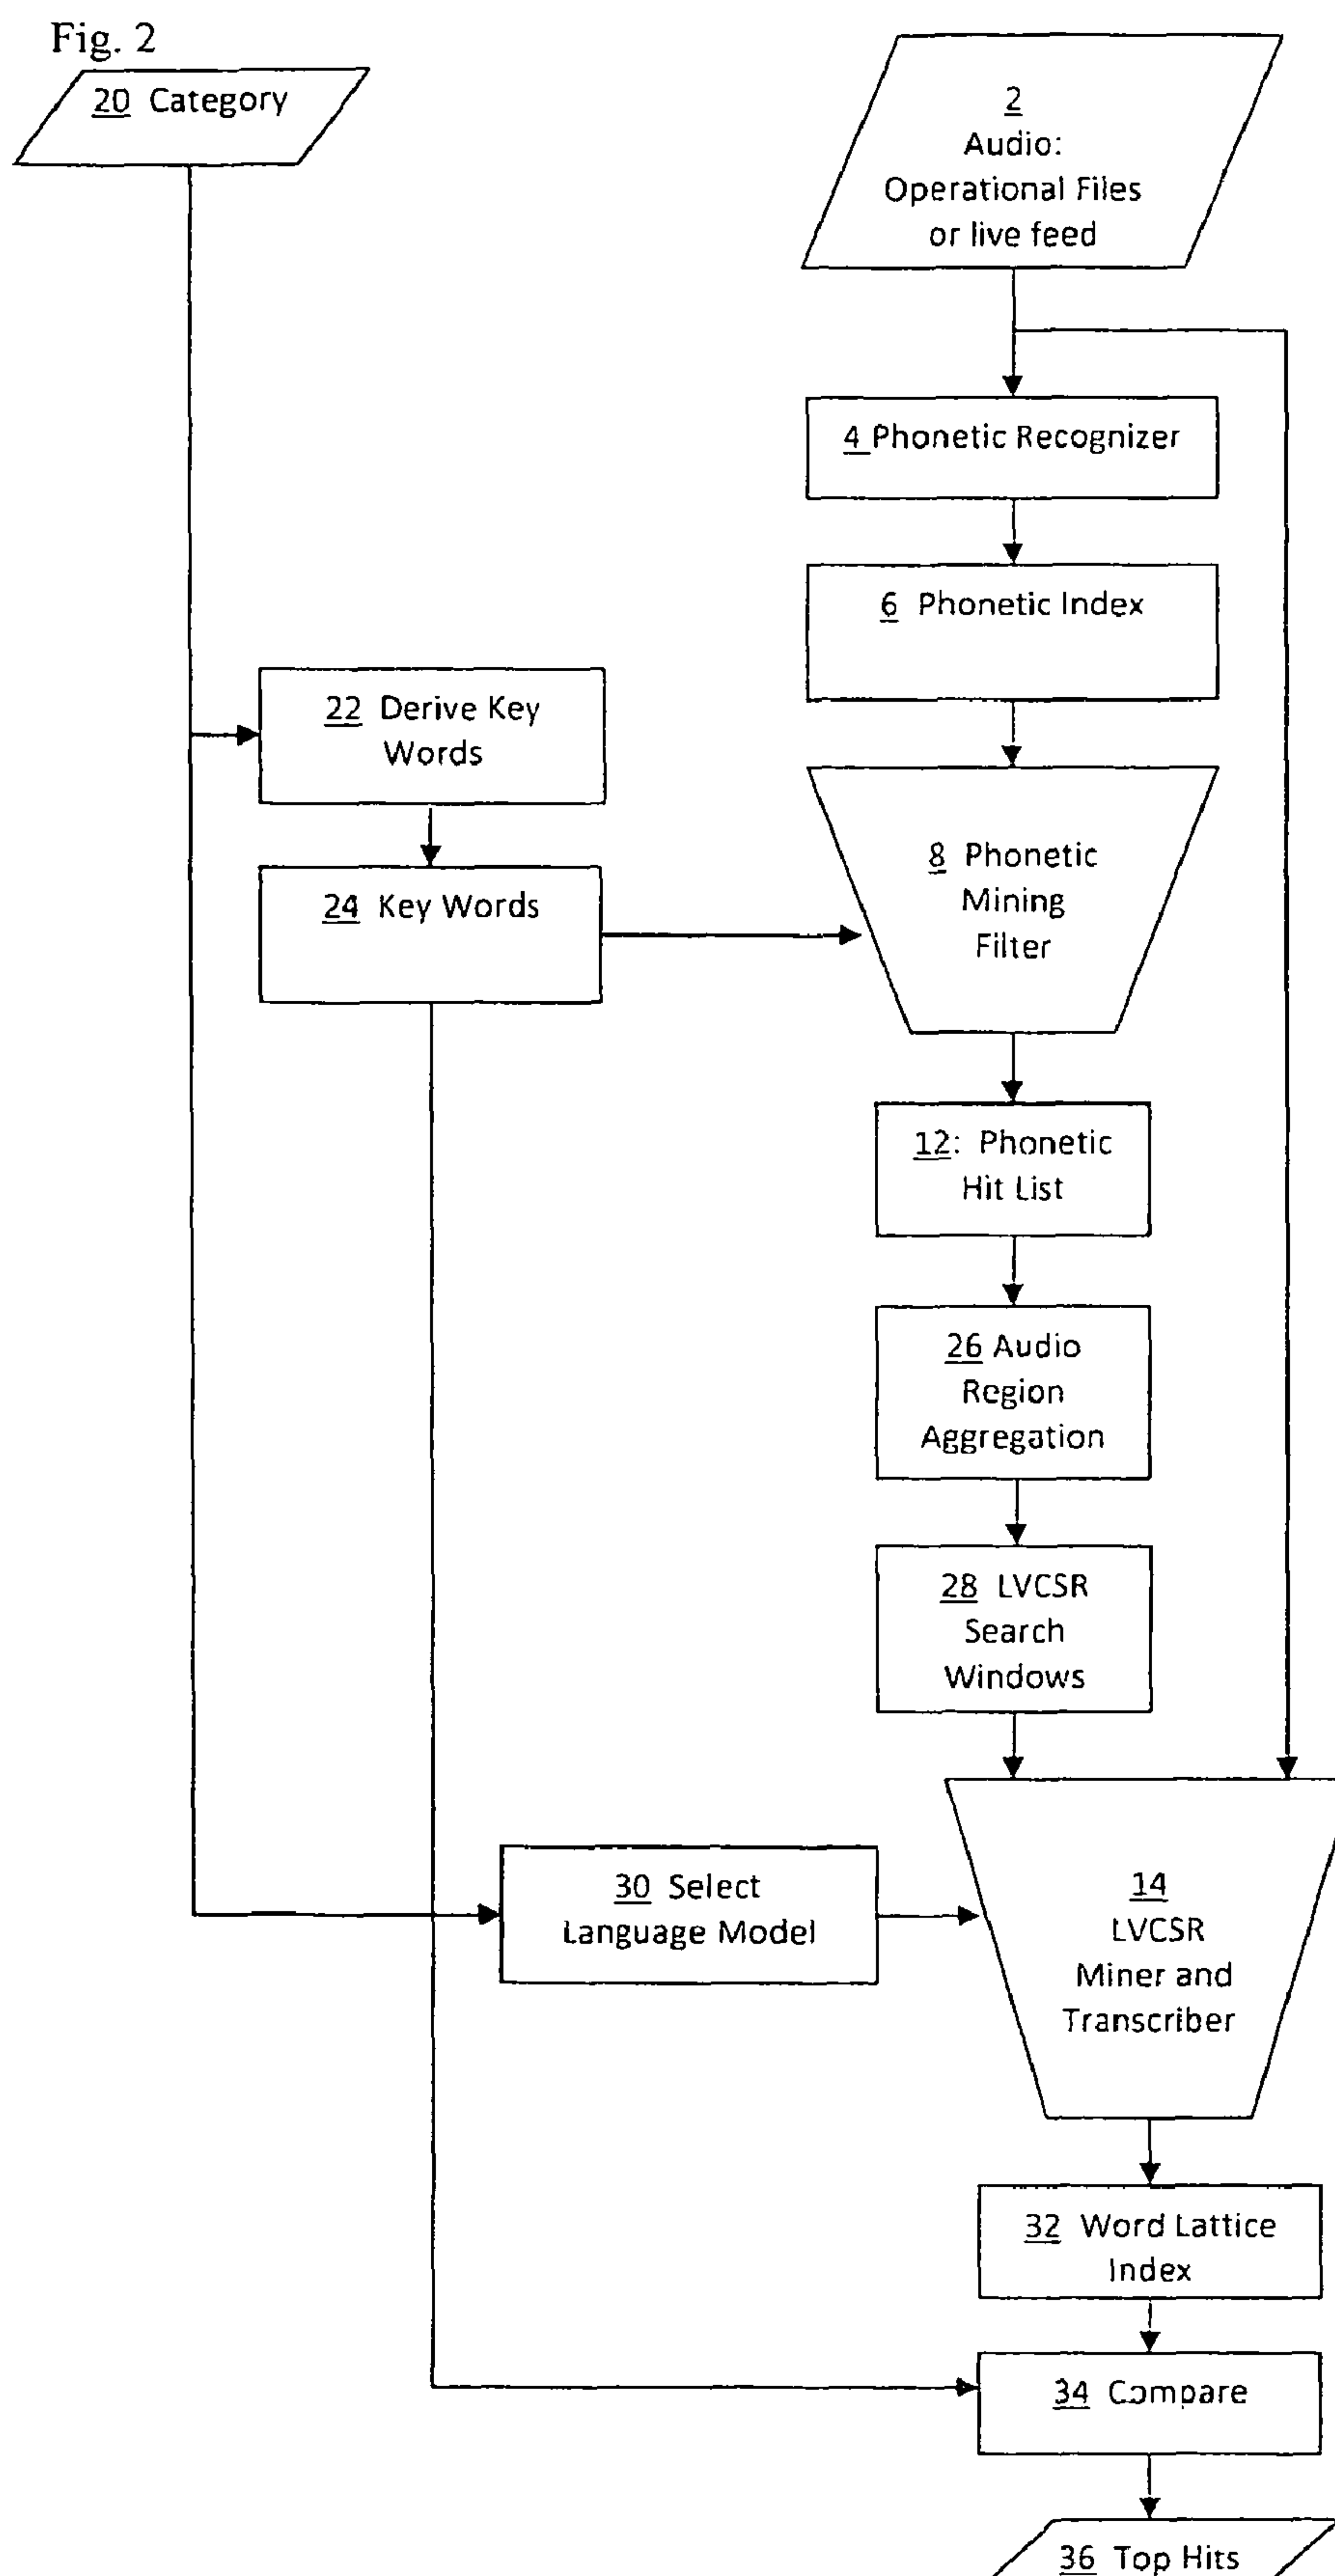 Fig. 2
20 Category
2
Audio:
Operational Files
or live feed
4 Phonetic Recognizer
6 Phonetic Index
22 Derive Key
Words
8 Phonetic
Mining
Filter
24 Key Words
12: Phonetic
Hit List
26 Audio
Region
Aggregation
28 LVCSR
Search
Windows
30 Select
Language Model
14
LVCSR
Miner and
Transcriber
32 Word Lattice
Index
34 Compare
36 Top Hits